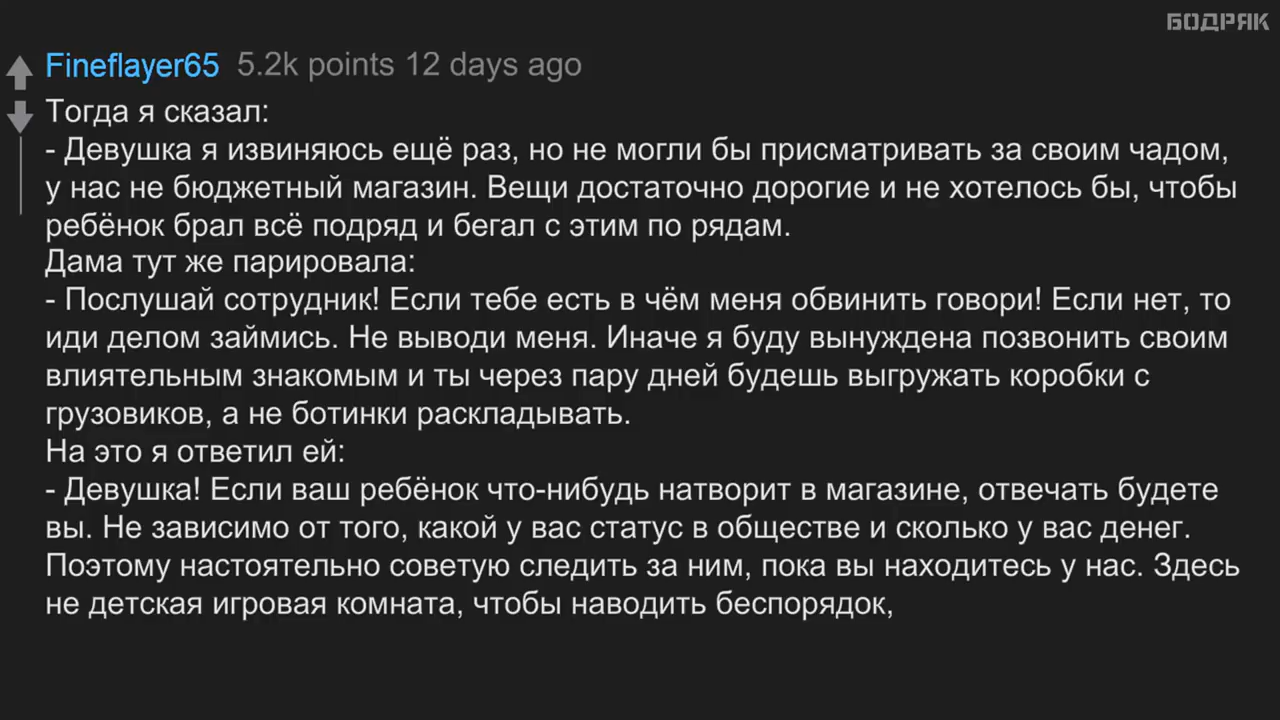 БОДРЯК
Fineflayer65 5.2k points 12 days ago
Тогда я сказал:
- Девушка я извиняюсь ещё раз, но не могли бы присматривать за своим чадом,
у нас не бюджетный магазин. Вещи достаточно дорогие и не хотелось бы, чтобы
ребёнок брал всё подряд и бегал с этим по рядам.
Дама тут же парировала:
- Послушай сотрудник! Если тебе есть в чём меня обвинить говори! Если нет, то
иди делом займись. Не выводи меня. Иначе я буду вынуждена позвонить своим
влиятельным знакомым и ты через пару дней будешь выгружать коробки с
грузовиков, а не ботинки раскладывать.
На это я ответил ей:
- Девушка! Если ваш ребёнок что-нибудь натворит в магазине, отвечать будете
вы. Не зависимо от того, какой у вас статус в обществе и сколько у вас денег.
Поэтому настоятельно советую следить за ним, пока вы находитесь у нас. Здесь
не детская игровая комната, чтобы наводить беспорядок,